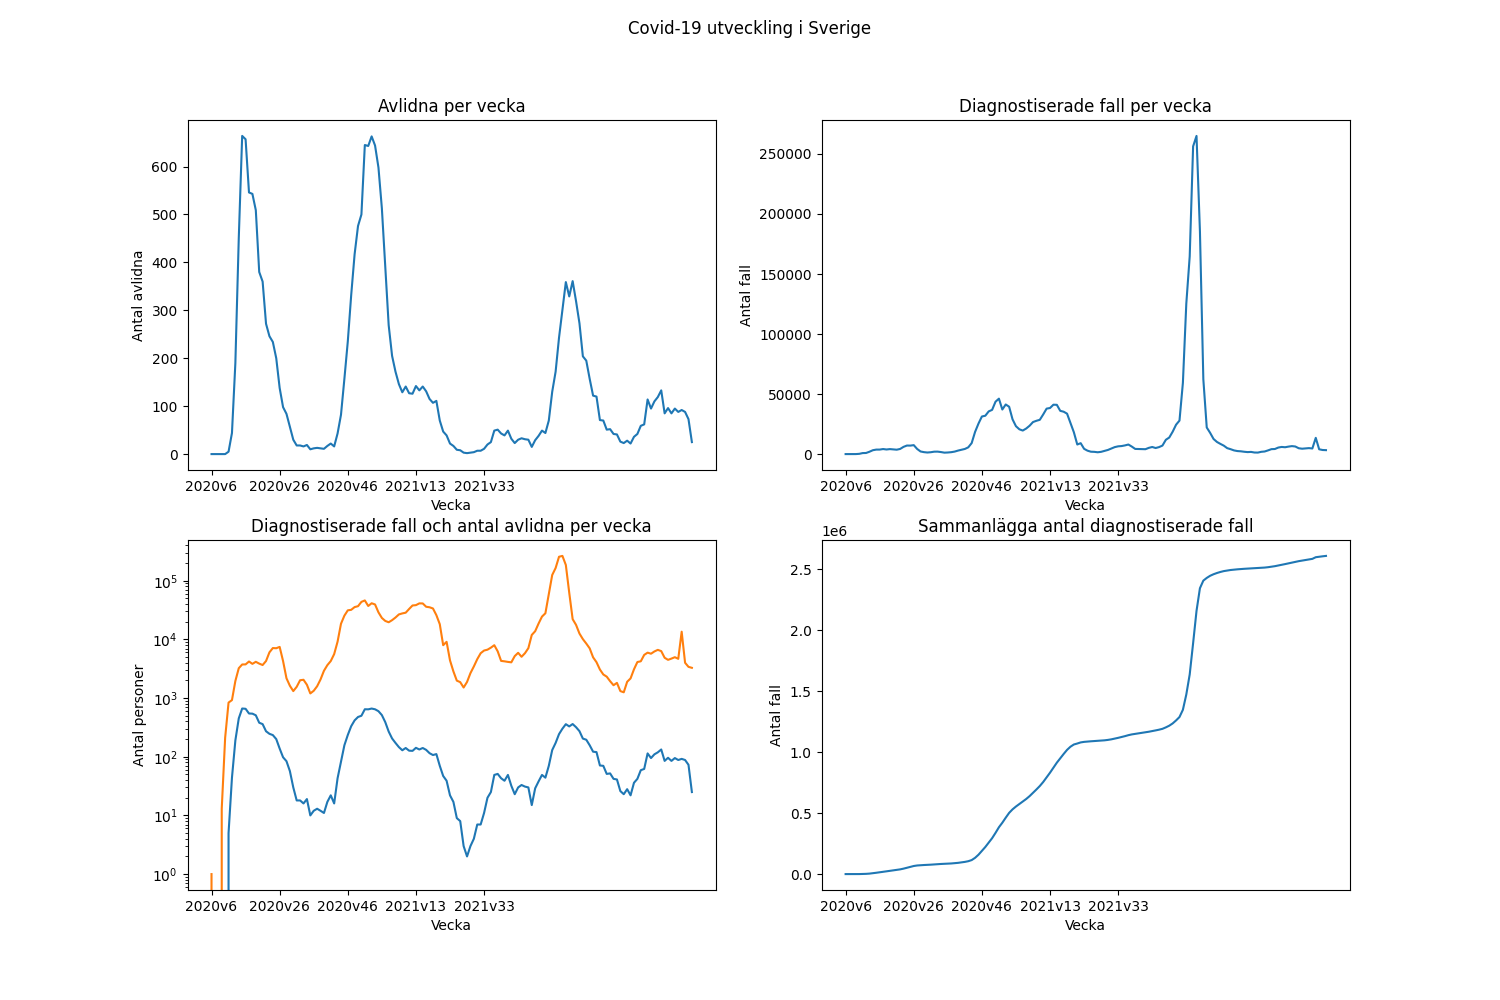 Covid-19 utveckling i Sverige
Avlidna per vecka
Antal avlidna
600
500
400
300
200
100
0
2020v6 2020v26 2020v46 2021v13 2021v33
Vecka
Diagnostiserade fall per vecka
Antal fall
250000
200000
150000
100000
50000
0
2020v6 2020v26 2020v46 2021v13 2021v33
Vecka
Diagnostiserade fall och antal avlidna per vecka
Antal personer
10⁵
10⁴
10³
10²
10¹
10⁰
2020v6 2020v26 2020v46 2021v13 2021v33
Vecka
Sammanlägga antal diagnostiserade fall
1e6
Antal fall
2.5
2.0
1.5
1.0
0.5
0.0
2020v6 2020v26 2020v46 2021v13 2021v33
Vecka